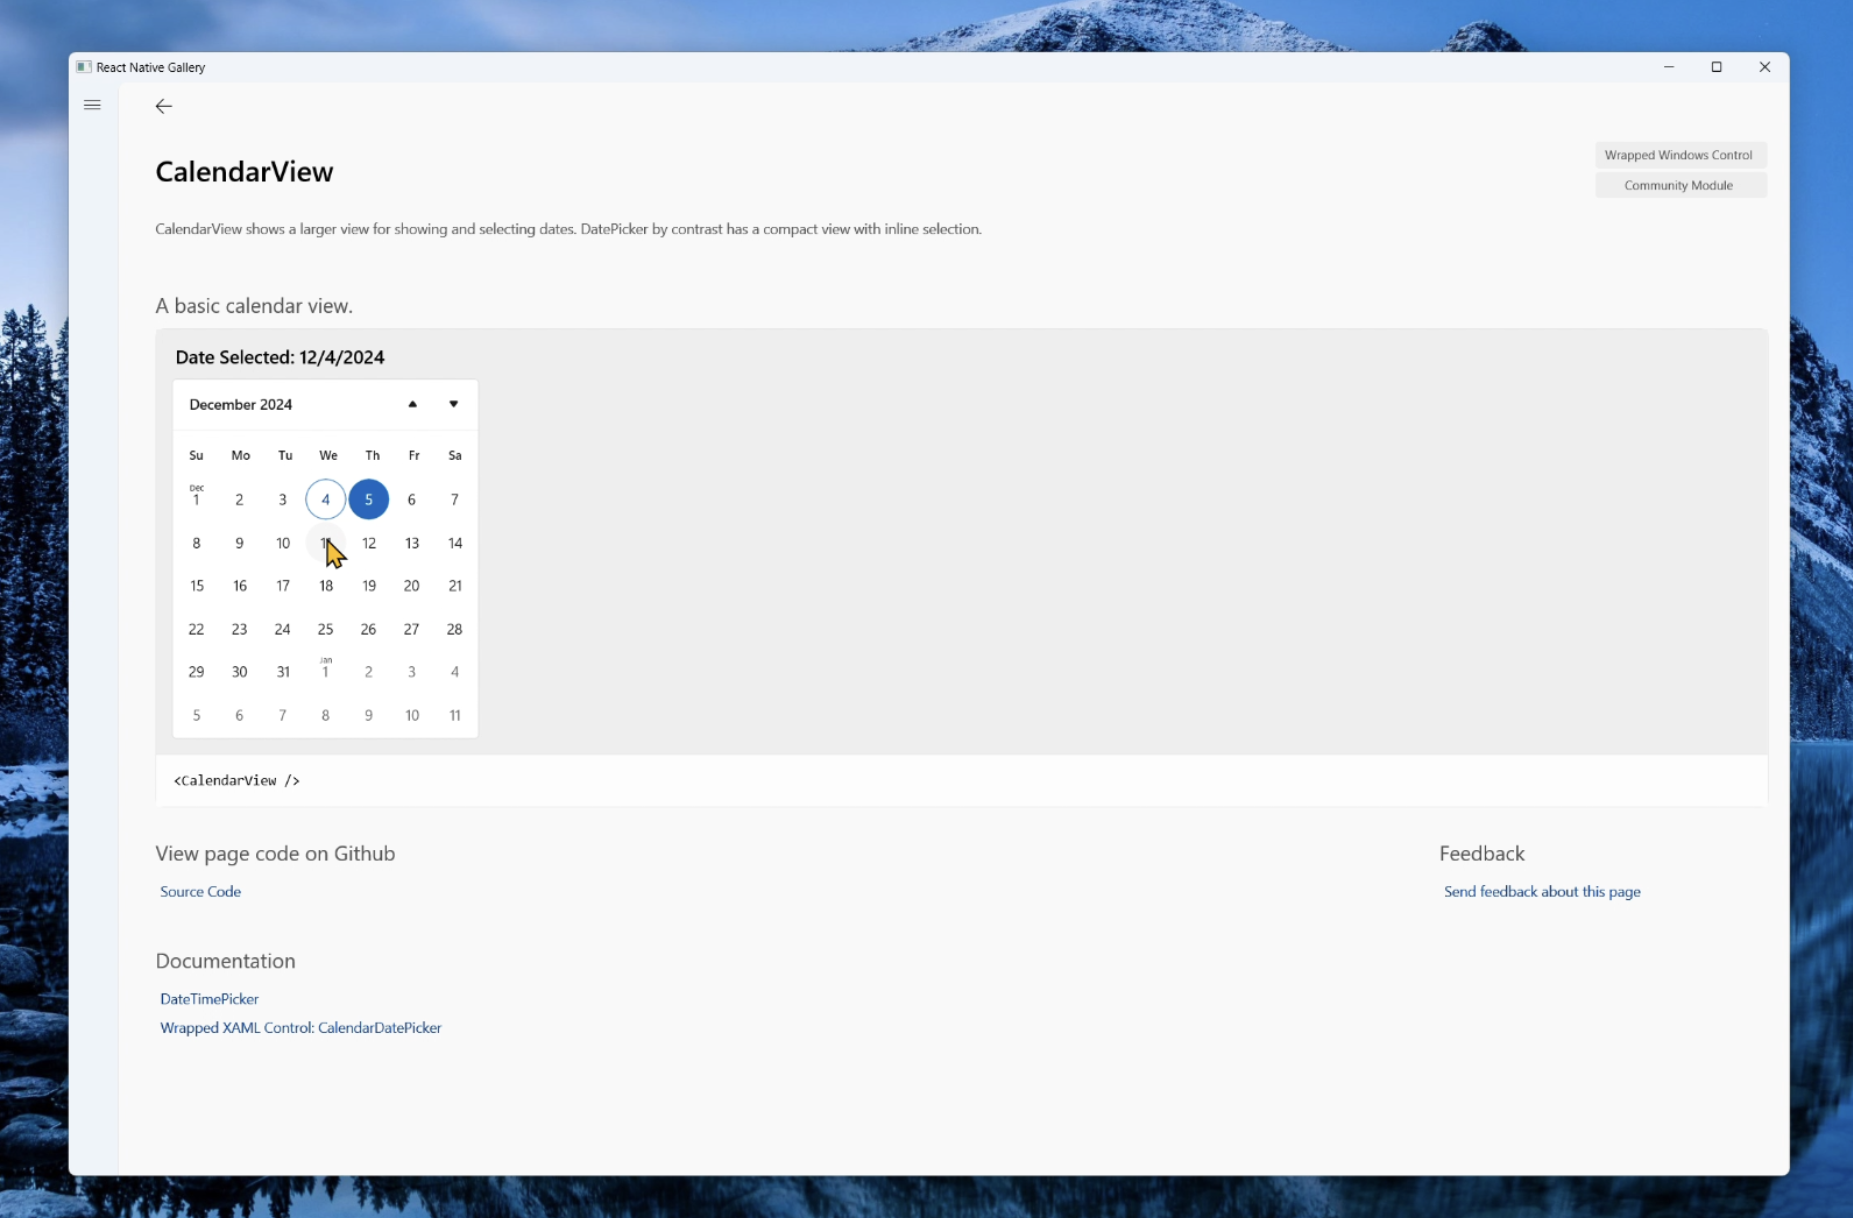 React Native Gallery
CalendarView
Wrapped Windows Control
Community Module
CalendarView shows a larger view for showing and selecting dates. DatePicker by contrast has a compact view with inline selection.
A basic calendar view.
Date Selected: 12/4/2024
December 2024
Su Mo Tu We Th Fr Sa
Dec
1 2 3 4 5 6 7
8 9 10 11 12 13 14
15 16 17 18 19 20 21
22 23 24 25 26 27 28
Jan
29 30 31 1 2 3 4
5 6 7 8 9 10 11
<CalendarView />
View page code on Github
Source Code
Feedback
Send feedback about this page
Documentation
DateTimePicker
Wrapped XAML Control: CalendarDatePicker